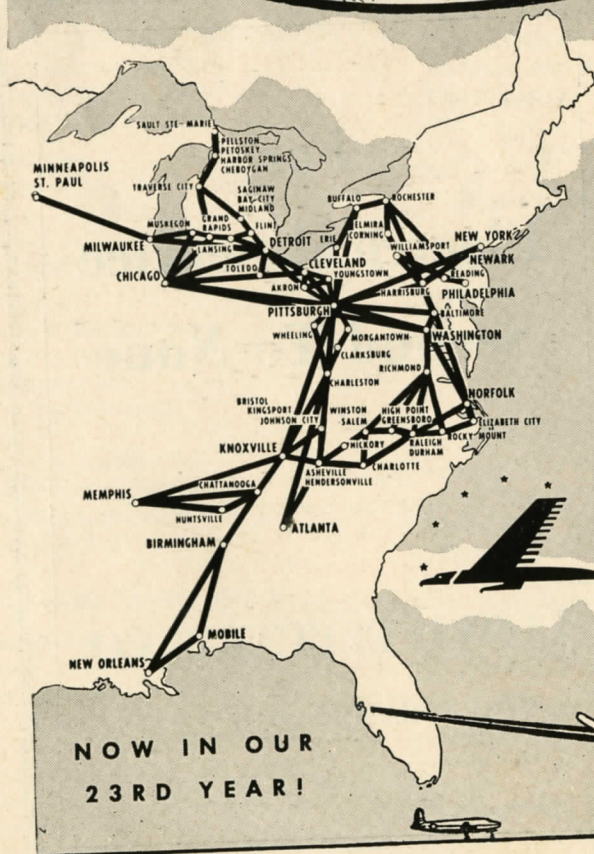 SAULT STE-MARIE
PELLSTON
PETOSKEY
HARBOR SPRINGS
CHEBOYGAN
MINNEAPOLIS
ST. PAUL
TRAVERSE CITY
SAGINAW
BAY CITY
MIDLAND
BUFFALO
ROCHESTER
MUSKEGON
GRAND
RAPIDS
FLINT
ELMIRA
CORNING
MILWAUKEE
LANSING
DETROIT
ERIE
WILLIAMSPORT
NEW YORK
NEWARK
CHICAGO
TOLEDO
CLEVELAND
YOUNGSTOWN
READING
AKRON
HARRISBURG
PHILADELPHIA
PITTSBURGH
BALTIMORE
WHEELING
MORGANTOWN
WASHINGTON
CLARKSBURG
RICHMOND
CHARLESTON
NORFOLK
BRISTOL
KINGSPORT
JOHNSON CITY
WINSTON
-SALEM
HIGH POINT
GREENSBORO
ELIZABETH CITY
KNOXVILLE
HICKORY
RALEIGH
DURHAM
ROCKY MOUNT
ASHEVILLE
HENDERSONVILLE
CHARLOTTE
MEMPHIS
CHATTANOOGA
HUNTSVILLE
ATLANTA
BIRMINGHAM
MOBILE
NEW ORLEANS
NOW IN OUR
23RD YEAR!